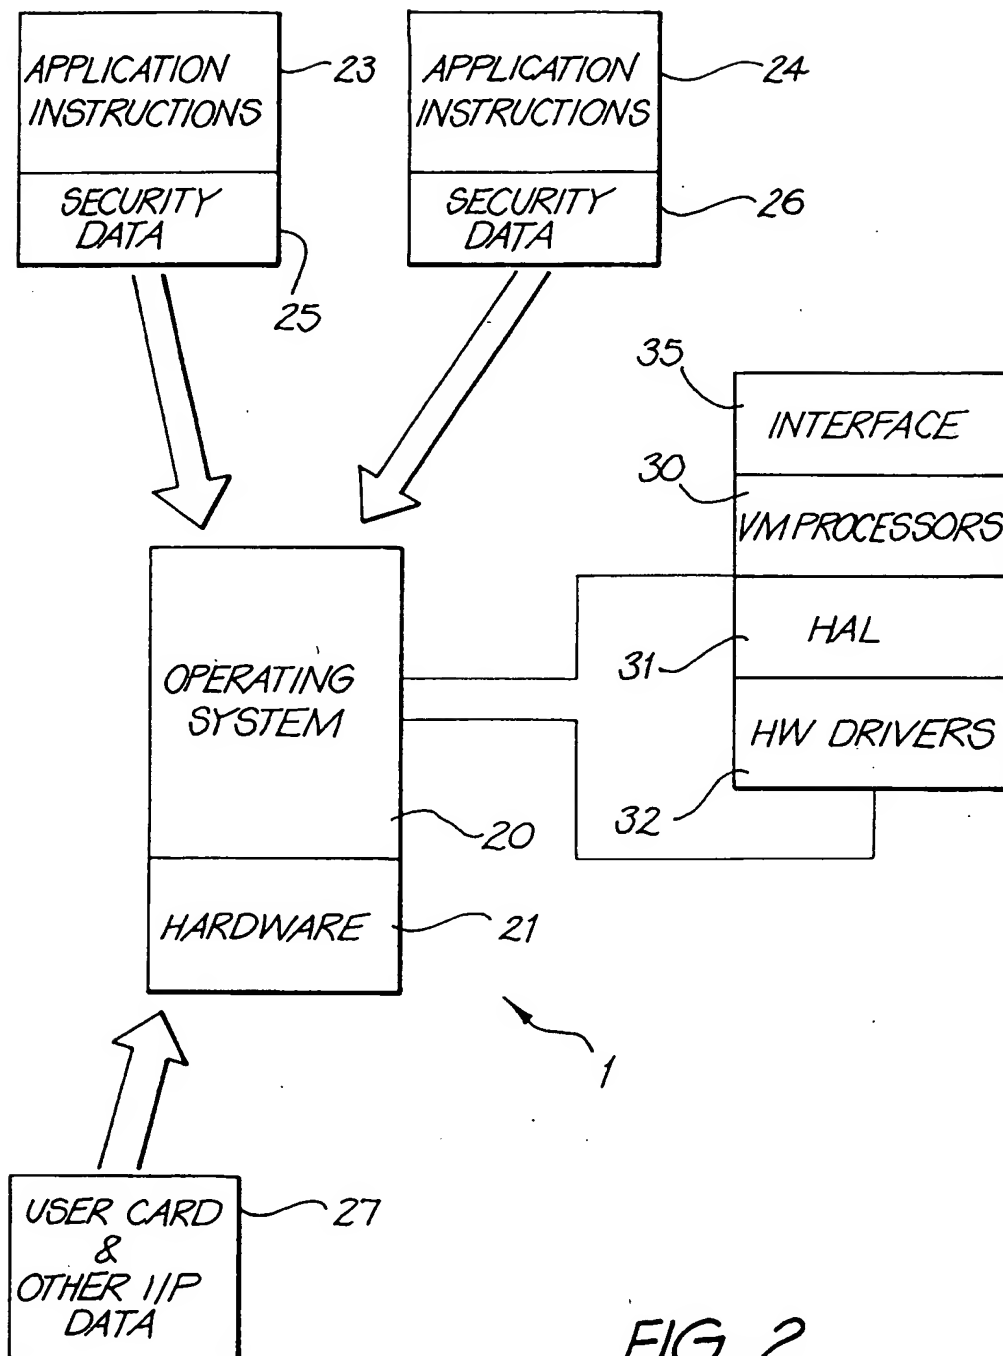 APPLICATION
INSTRUCTIONS
23
SECURITY
DATA
25
APPLICATION
INSTRUCTIONS
24
SECURITY
DATA
26
35
INTERFACE
30
VM PROCESSORS
31
HAL
32
HW DRIVERS
OPERATING
SYSTEM
20
HARDWARE
21
1
USER CARD
&
OTHER I/P
DATA
27
FIG. 2